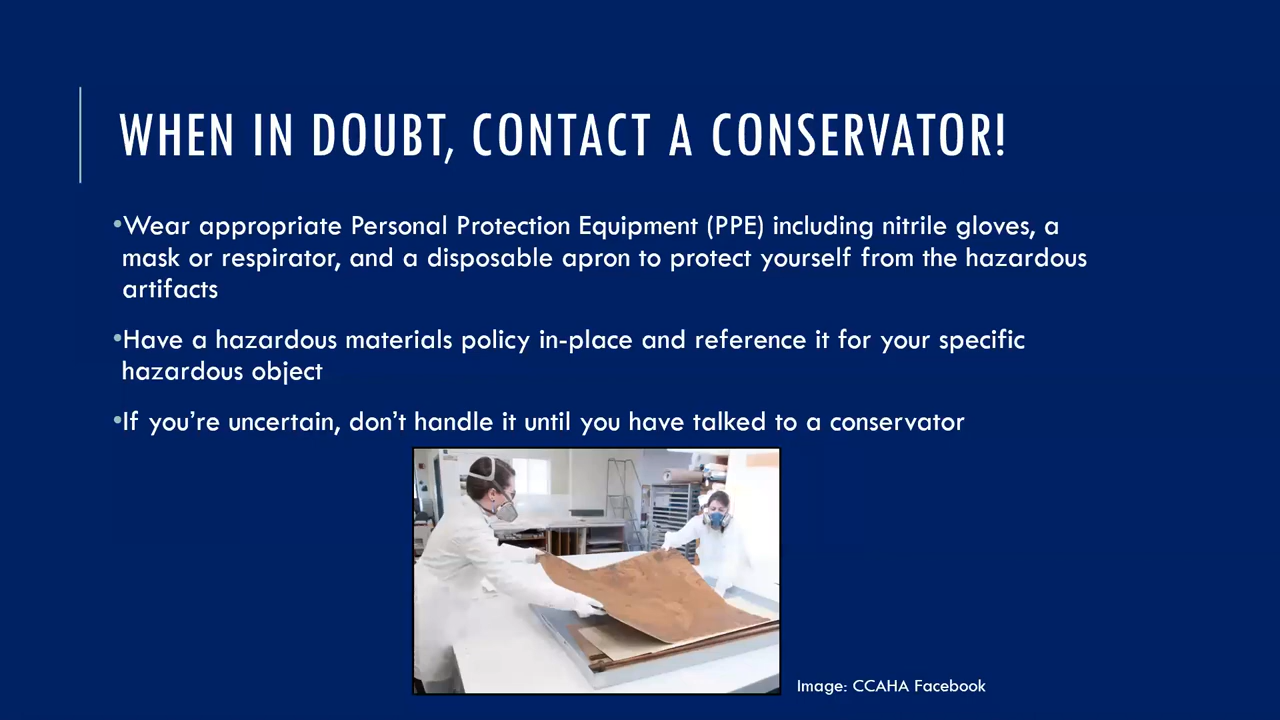 WHEN IN DOUBT, CONTACT A CONSERVATOR!
•Wear appropriate Personal Protection Equipment (PPE) including nitrile gloves, a
mask or respirator, and a disposable apron to protect yourself from the hazardous
artifacts
•Have a hazardous materials policy in-place and reference it for your specific
hazardous object
•If you’re uncertain, don’t handle it until you have talked to a conservator
Image: CCAHA Facebook